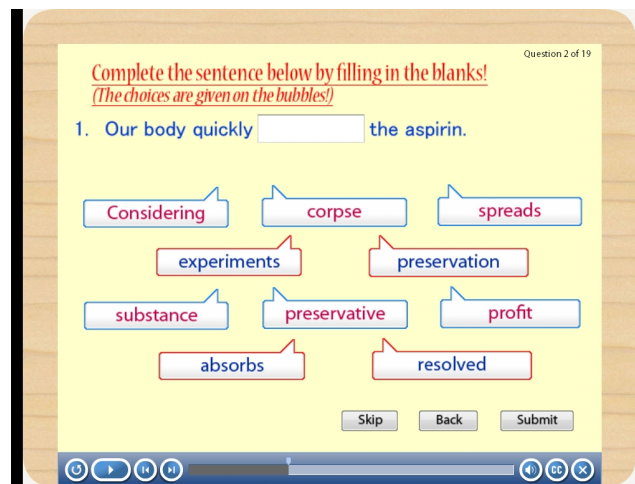 Question 2 of 19
Complete the sentence below by filling in the blanks!
(The choices are given on the bubbles!)
1. Our body quickly the aspirin.
Considering corpse spreads
experiments preservation
substance preservative profit
absorbs resolved
Skip Back Submit
CC